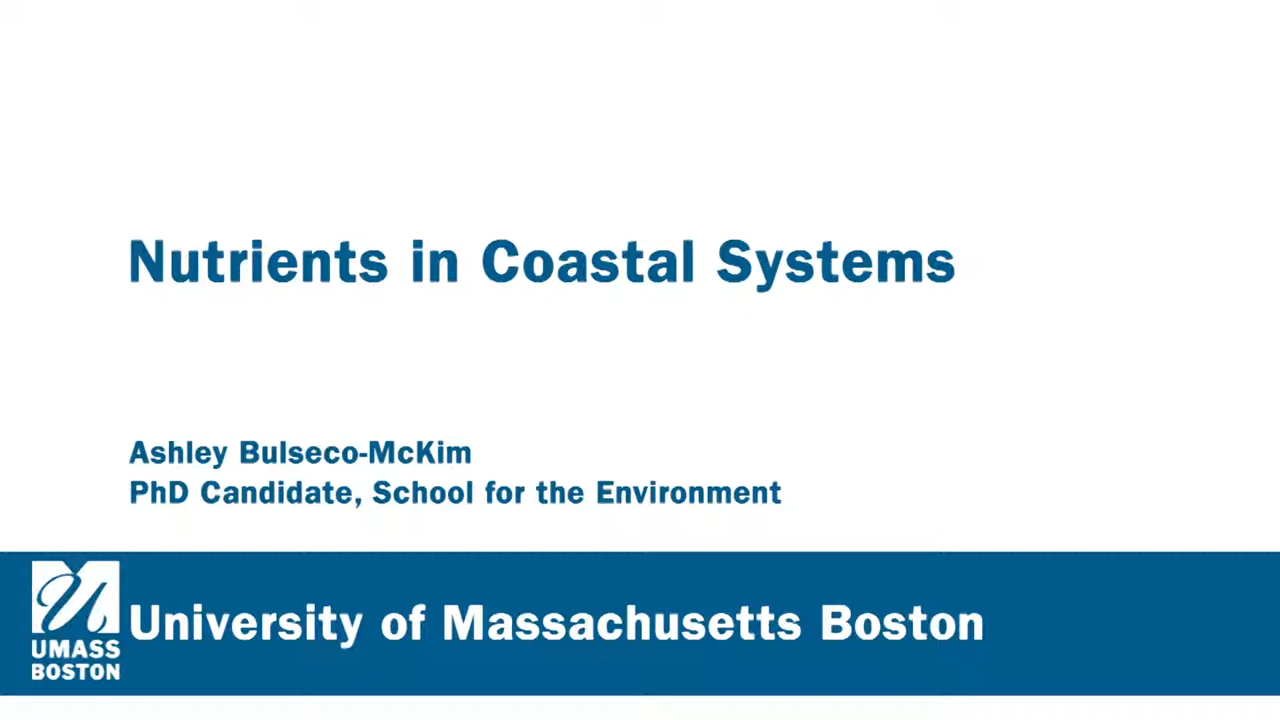 Nutrients in Coastal Systems
Ashley Bulseco-McKim
PhD Candidate, School for the Environment
University of Massachusetts Boston
UMASS
BOSTON